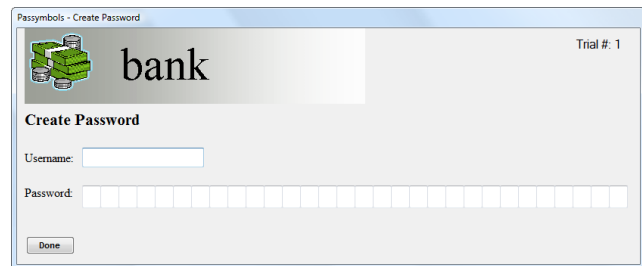 Passymbols - Create Password
Trial #: 1
bank
Create Password
Username:
Password:
Done